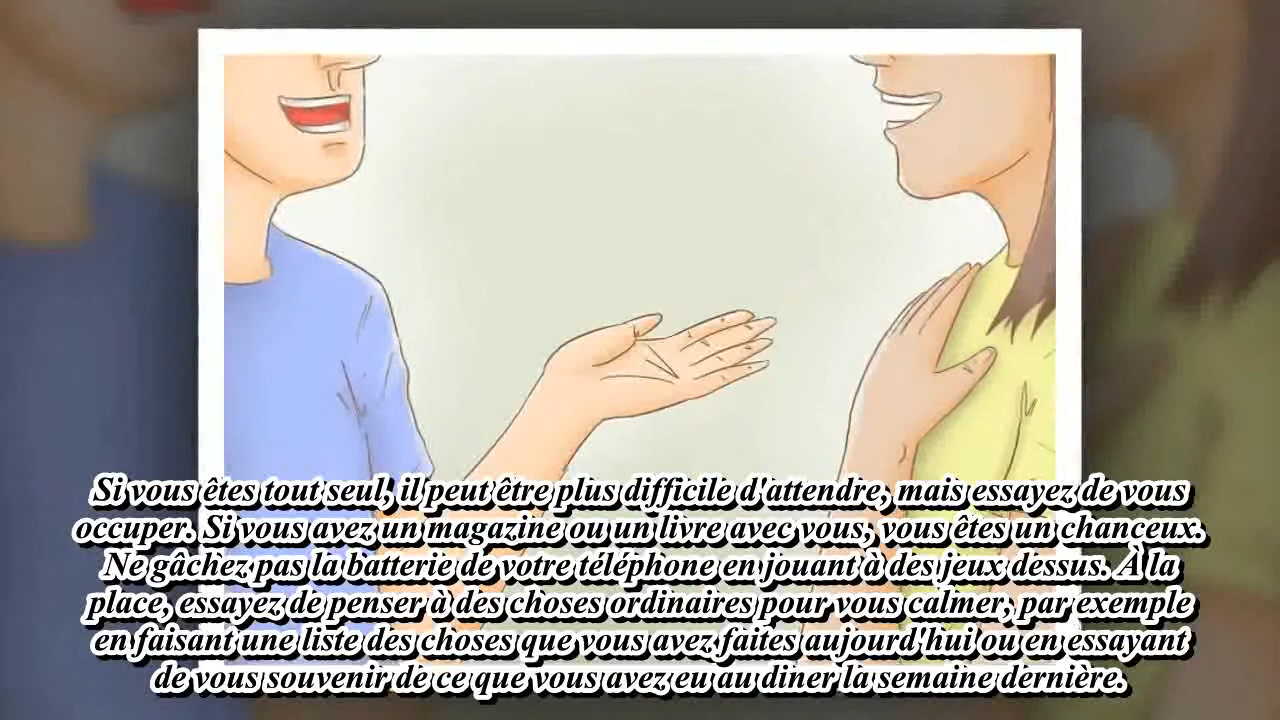 Si vous êtes tout seul, il peut être plus difficile d'attendre, mais essayez de vous
occuper. Si vous avez un magazine ou un livre avec vous, vous êtes un chanceux.
Ne gâchez pas la batterie de votre téléphone en jouant à des jeux dessus. À la
place, essayez de penser à des choses ordinaires pour vous calmer, par exemple
en faisant une liste des choses que vous avez faites aujourd'hui ou en essayant
de vous souvenir de ce que vous avez eu au diner la semaine dernière.